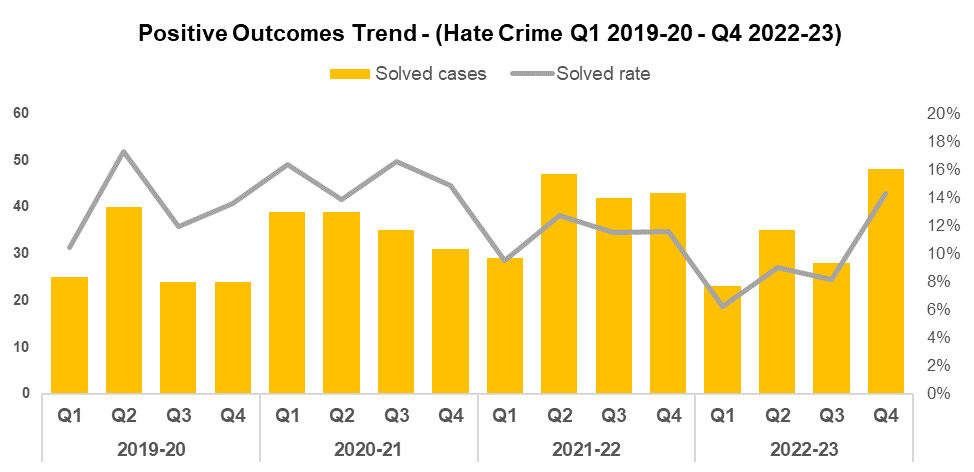 Positive Outcomes Trend - (Hate Crime Q1 2019-20 - Q4 2022-23)
Solved cases Solved rate
60 20%
18%
50 16%
40 14%
12%
30 10%
20 8%
6%
10 4%
2%
0 0%
Q1 Q2 Q3 Q4 Q1 Q2 Q3 Q4 Q1 Q2 Q3 Q4 Q1 Q2 Q3 Q4
2019-20 2020-21 2021-22 2022-23